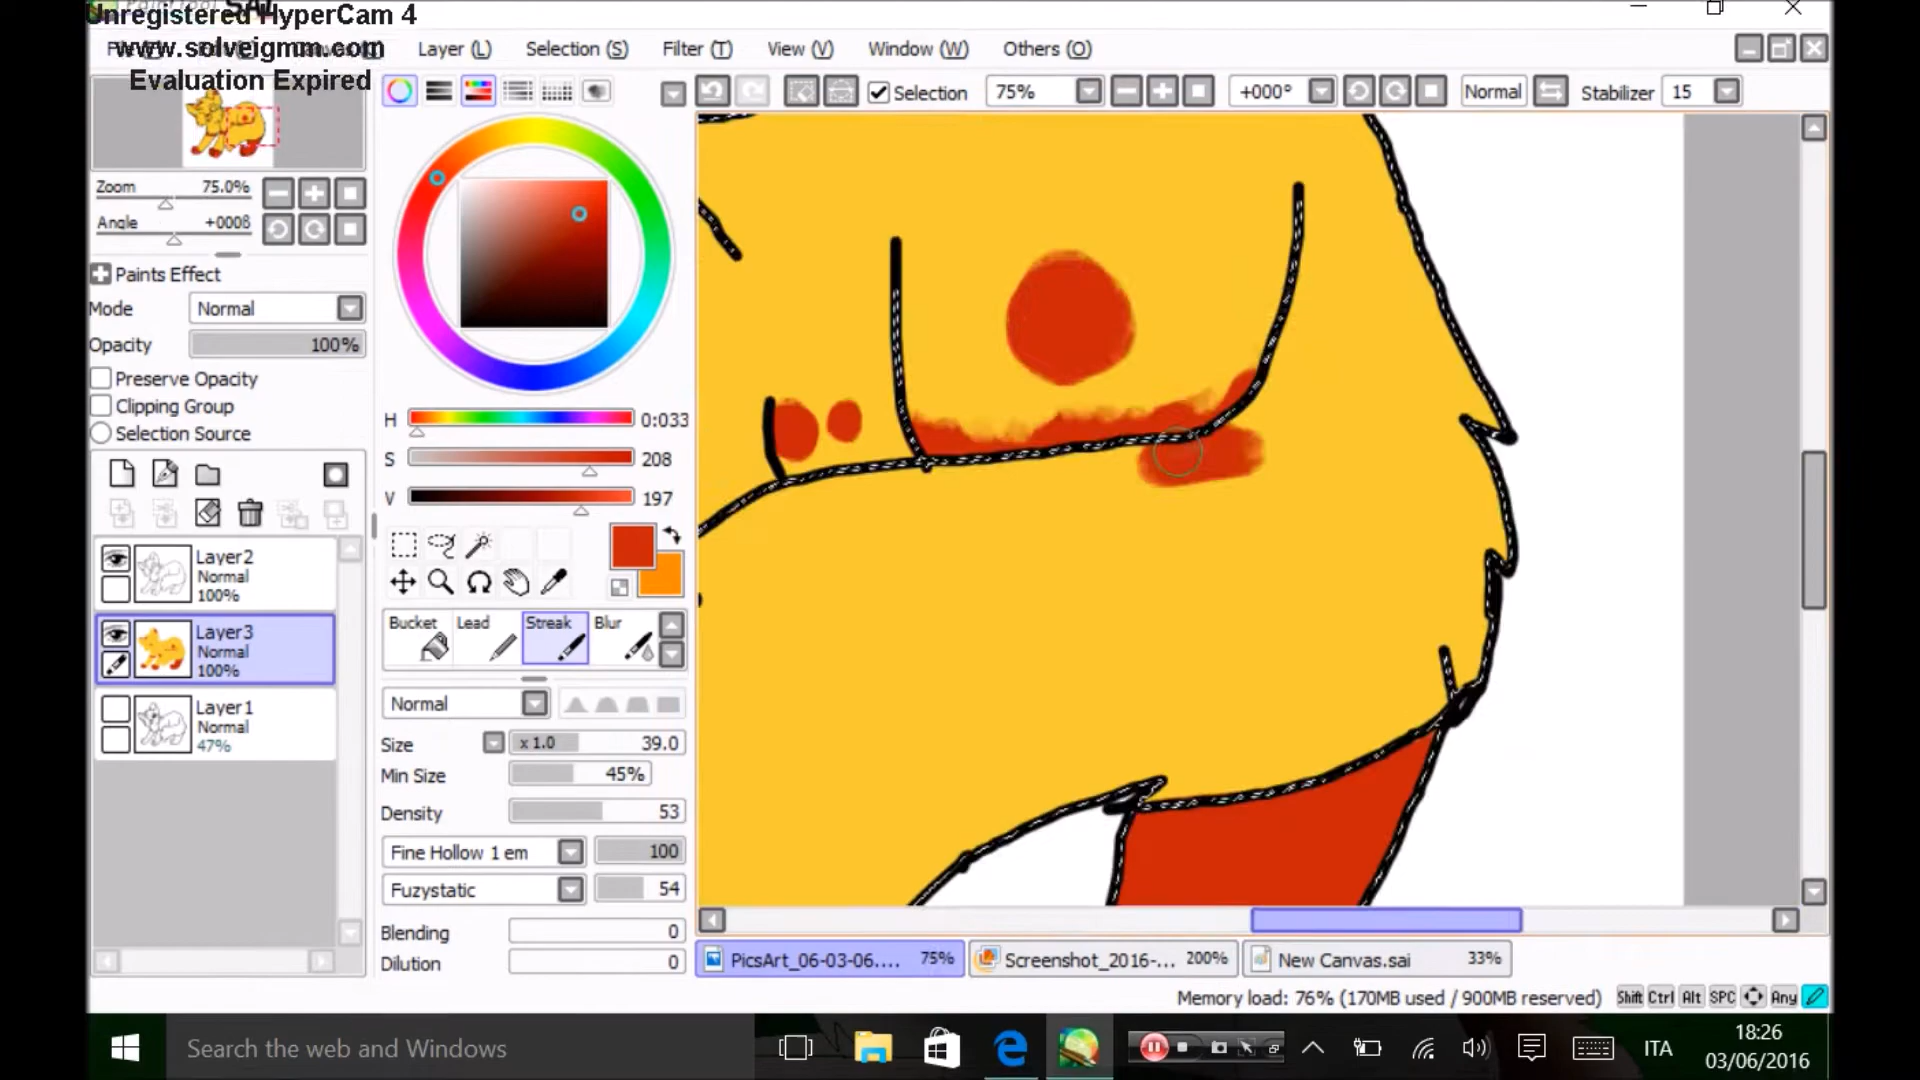 PaintTool SAI
Unregistered HyperCam 4
www.solveigmm.com
Evaluation Expired
Layer (L) Selection (S) Filter (T) View (V) Window (W) Others (O)
Selection 75% +000° Normal Stabilizer 15
Zoom 75.0%
Angle +000ß
Paints Effect
Mode Normal
Opacity 100%
Preserve Opacity
Clipping Group
Selection Source
Layer2
Normal
100%
Layer3
Normal
100%
Layer1
Normal
47%
H 0:033
S 208
V 197
Bucket Lead Streak Blur
Normal
Size x 1.0 39.0
Min Size 45%
Density 53
Fine Hollow 1 em 100
Fuzystatic 54
Blending 0
Dilution 0
PicsArt_06-03-06.... 75% Screenshot_2016-... 200% New Canvas.sai 33%
Memory load: 76% (170MB used / 900MB reserved) Shift Ctrl Alt SPC Any
Search the web and Windows
ITA
18:26
03/06/2016